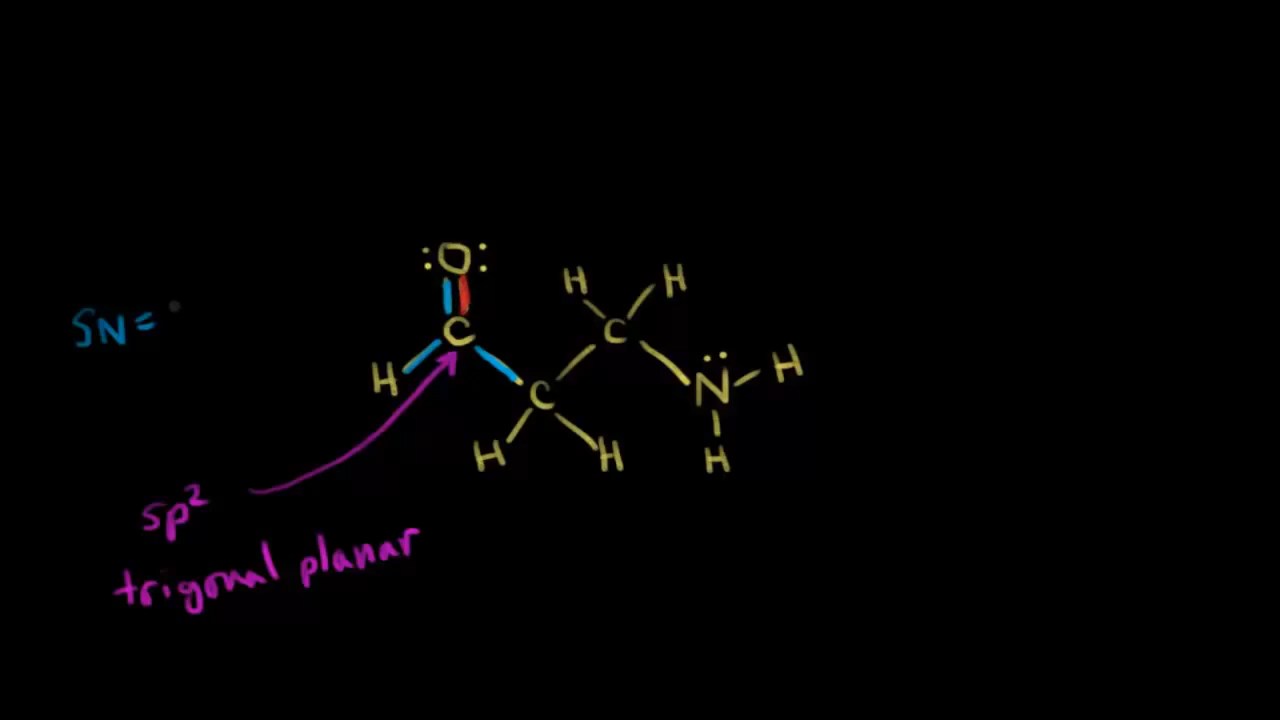 :O:
H H
SN=
C C
H N̈ H
C
H H H
sp²
trigonal planar